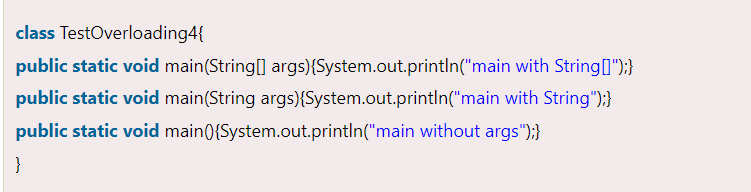 class TestOverloading4{
public static void main(String[] args){System.out.println("main with String[]");}
public static void main(String args){System.out.println("main with String");}
public static void main(){System.out.println("main without args");}
}